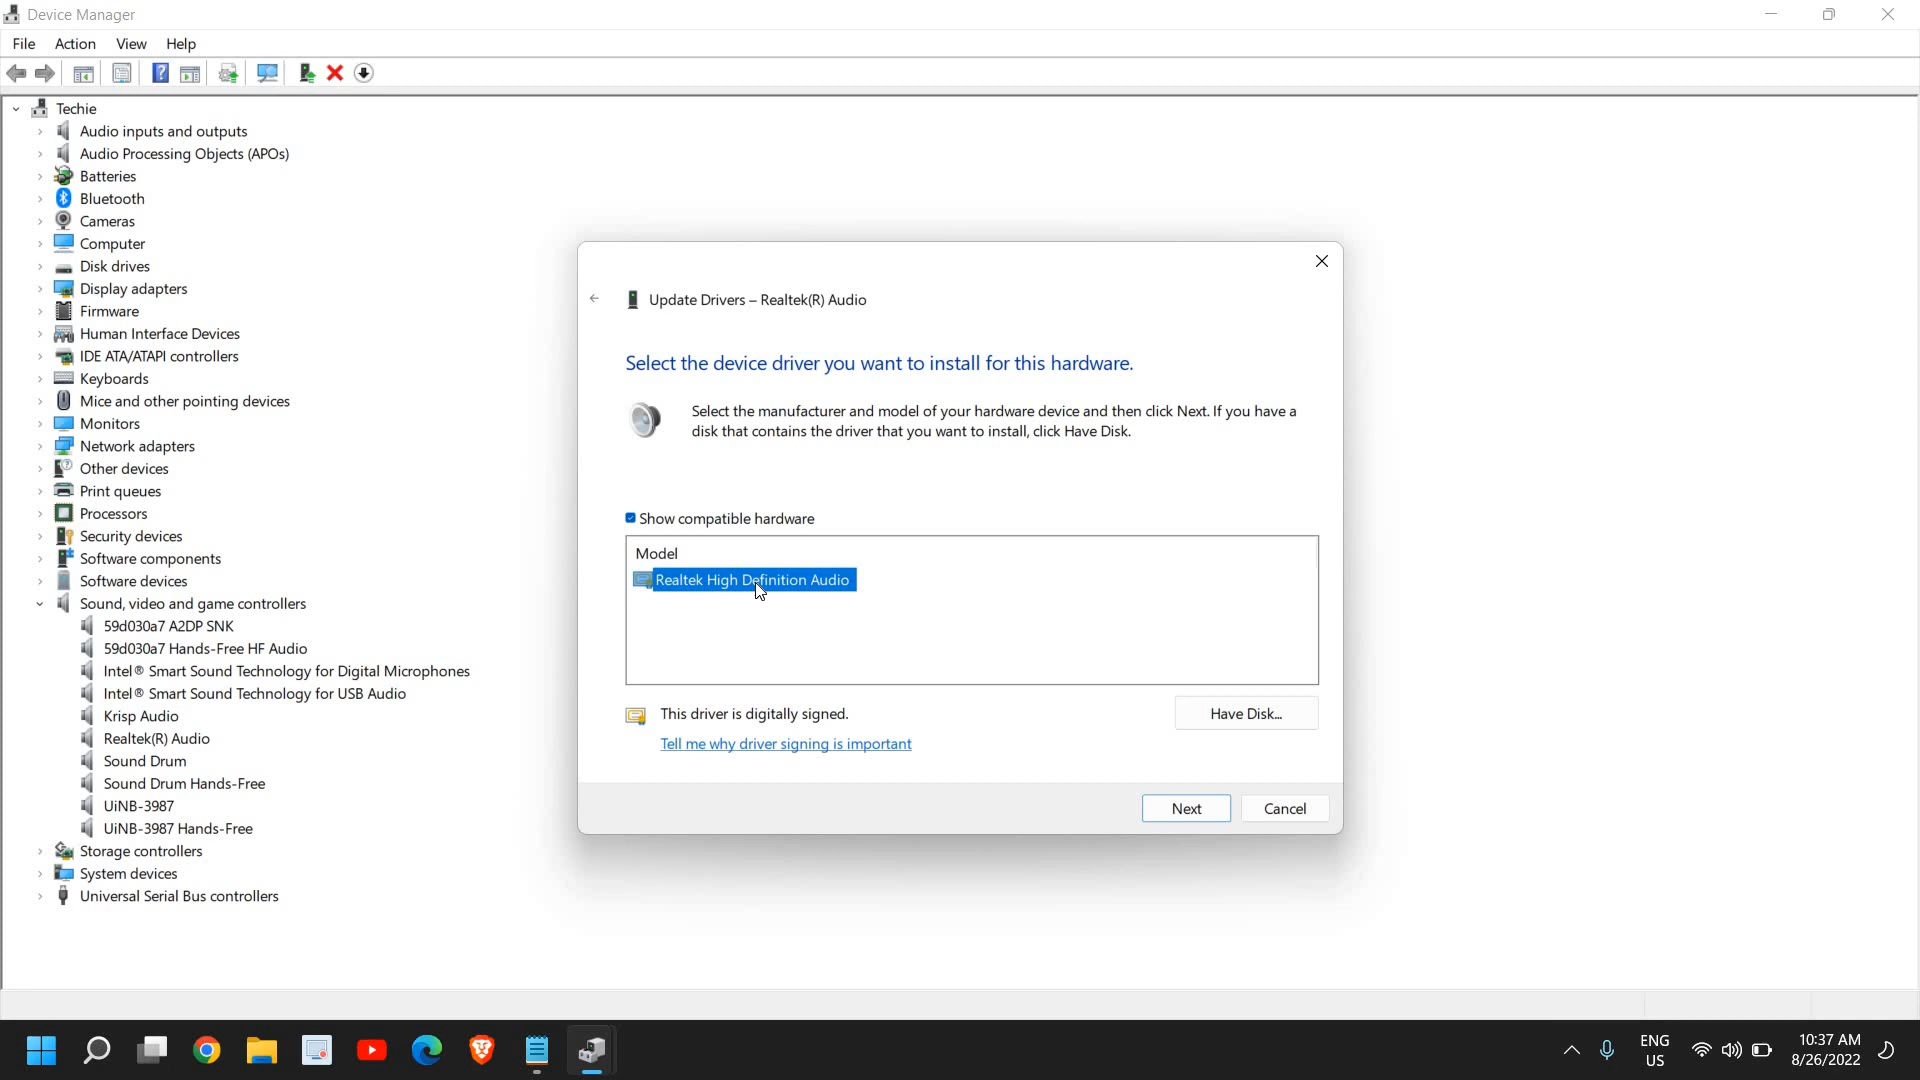 Device Manager
File Action View Help
Techie
Audio inputs and outputs
Audio Processing Objects (APOs)
Batteries
Bluetooth
Cameras
Computer
Disk drives
Display adapters
Firmware
Human Interface Devices
IDE ATA/ATAPI controllers
Keyboards
Mice and other pointing devices
Monitors
Network adapters
Other devices
Print queues
Processors
Security devices
Software components
Software devices
Sound, video and game controllers
59d030a7 A2DP SNK
59d030a7 Hands-Free HF Audio
Intel® Smart Sound Technology for Digital Microphones
Intel® Smart Sound Technology for USB Audio
Krisp Audio
Realtek(R) Audio
Sound Drum
Sound Drum Hands-Free
UiNB-3987
UiNB-3987 Hands-Free
Storage controllers
System devices
Universal Serial Bus controllers
Update Drivers – Realtek(R) Audio
Select the device driver you want to install for this hardware.
Select the manufacturer and model of your hardware device and then click Next. If you have a
disk that contains the driver that you want to install, click Have Disk.
Show compatible hardware
Model
Realtek High Definition Audio
This driver is digitally signed.
Have Disk...
Tell me why driver signing is important
Next
Cancel
ENG
US
10:37 AM
8/26/2022